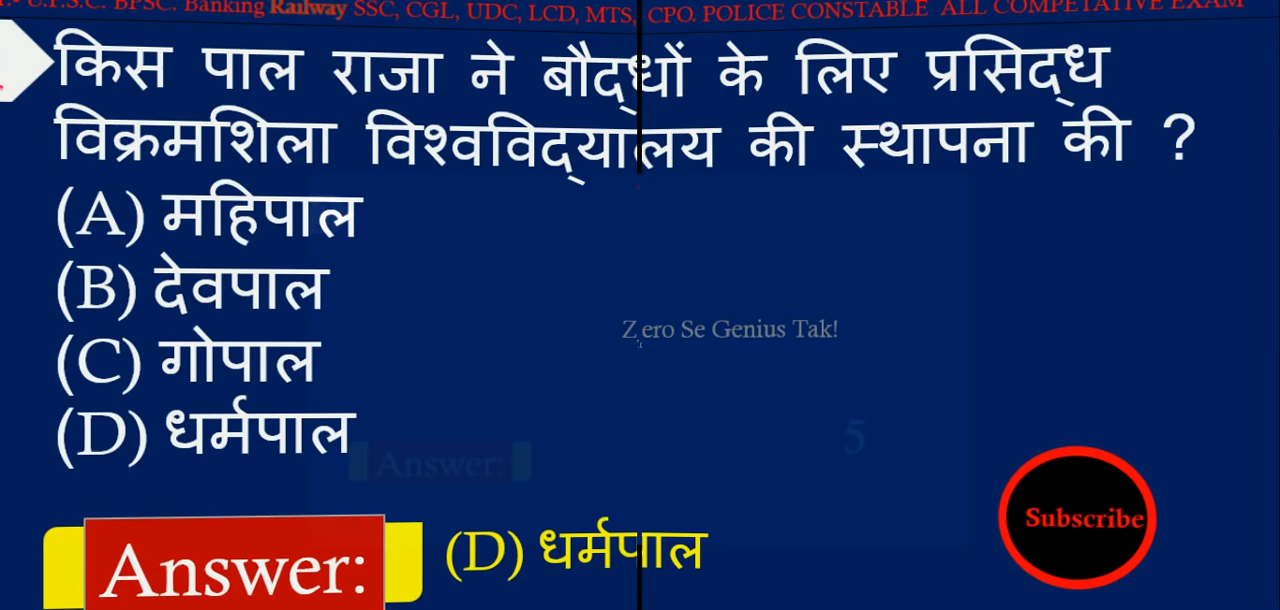 U.P.S.C. BPSC. Banking Railway SSC, CGL, UDC, LCD, MTS, CPO. POLICE CONSTABLE ALL COMPETATIVE EXAM
किस पाल राजा ने बौद्धों के लिए प्रसिद्ध
विक्रमशिला विश्वविद्यालय की स्थापना की ?
(A) महिपाल
(B) देवपाल
Zero Se Genius Tak!
(C) गोपाल
(D) धर्मपाल
5
Answer:
Subscribe
Answer: (D) धर्मपाल